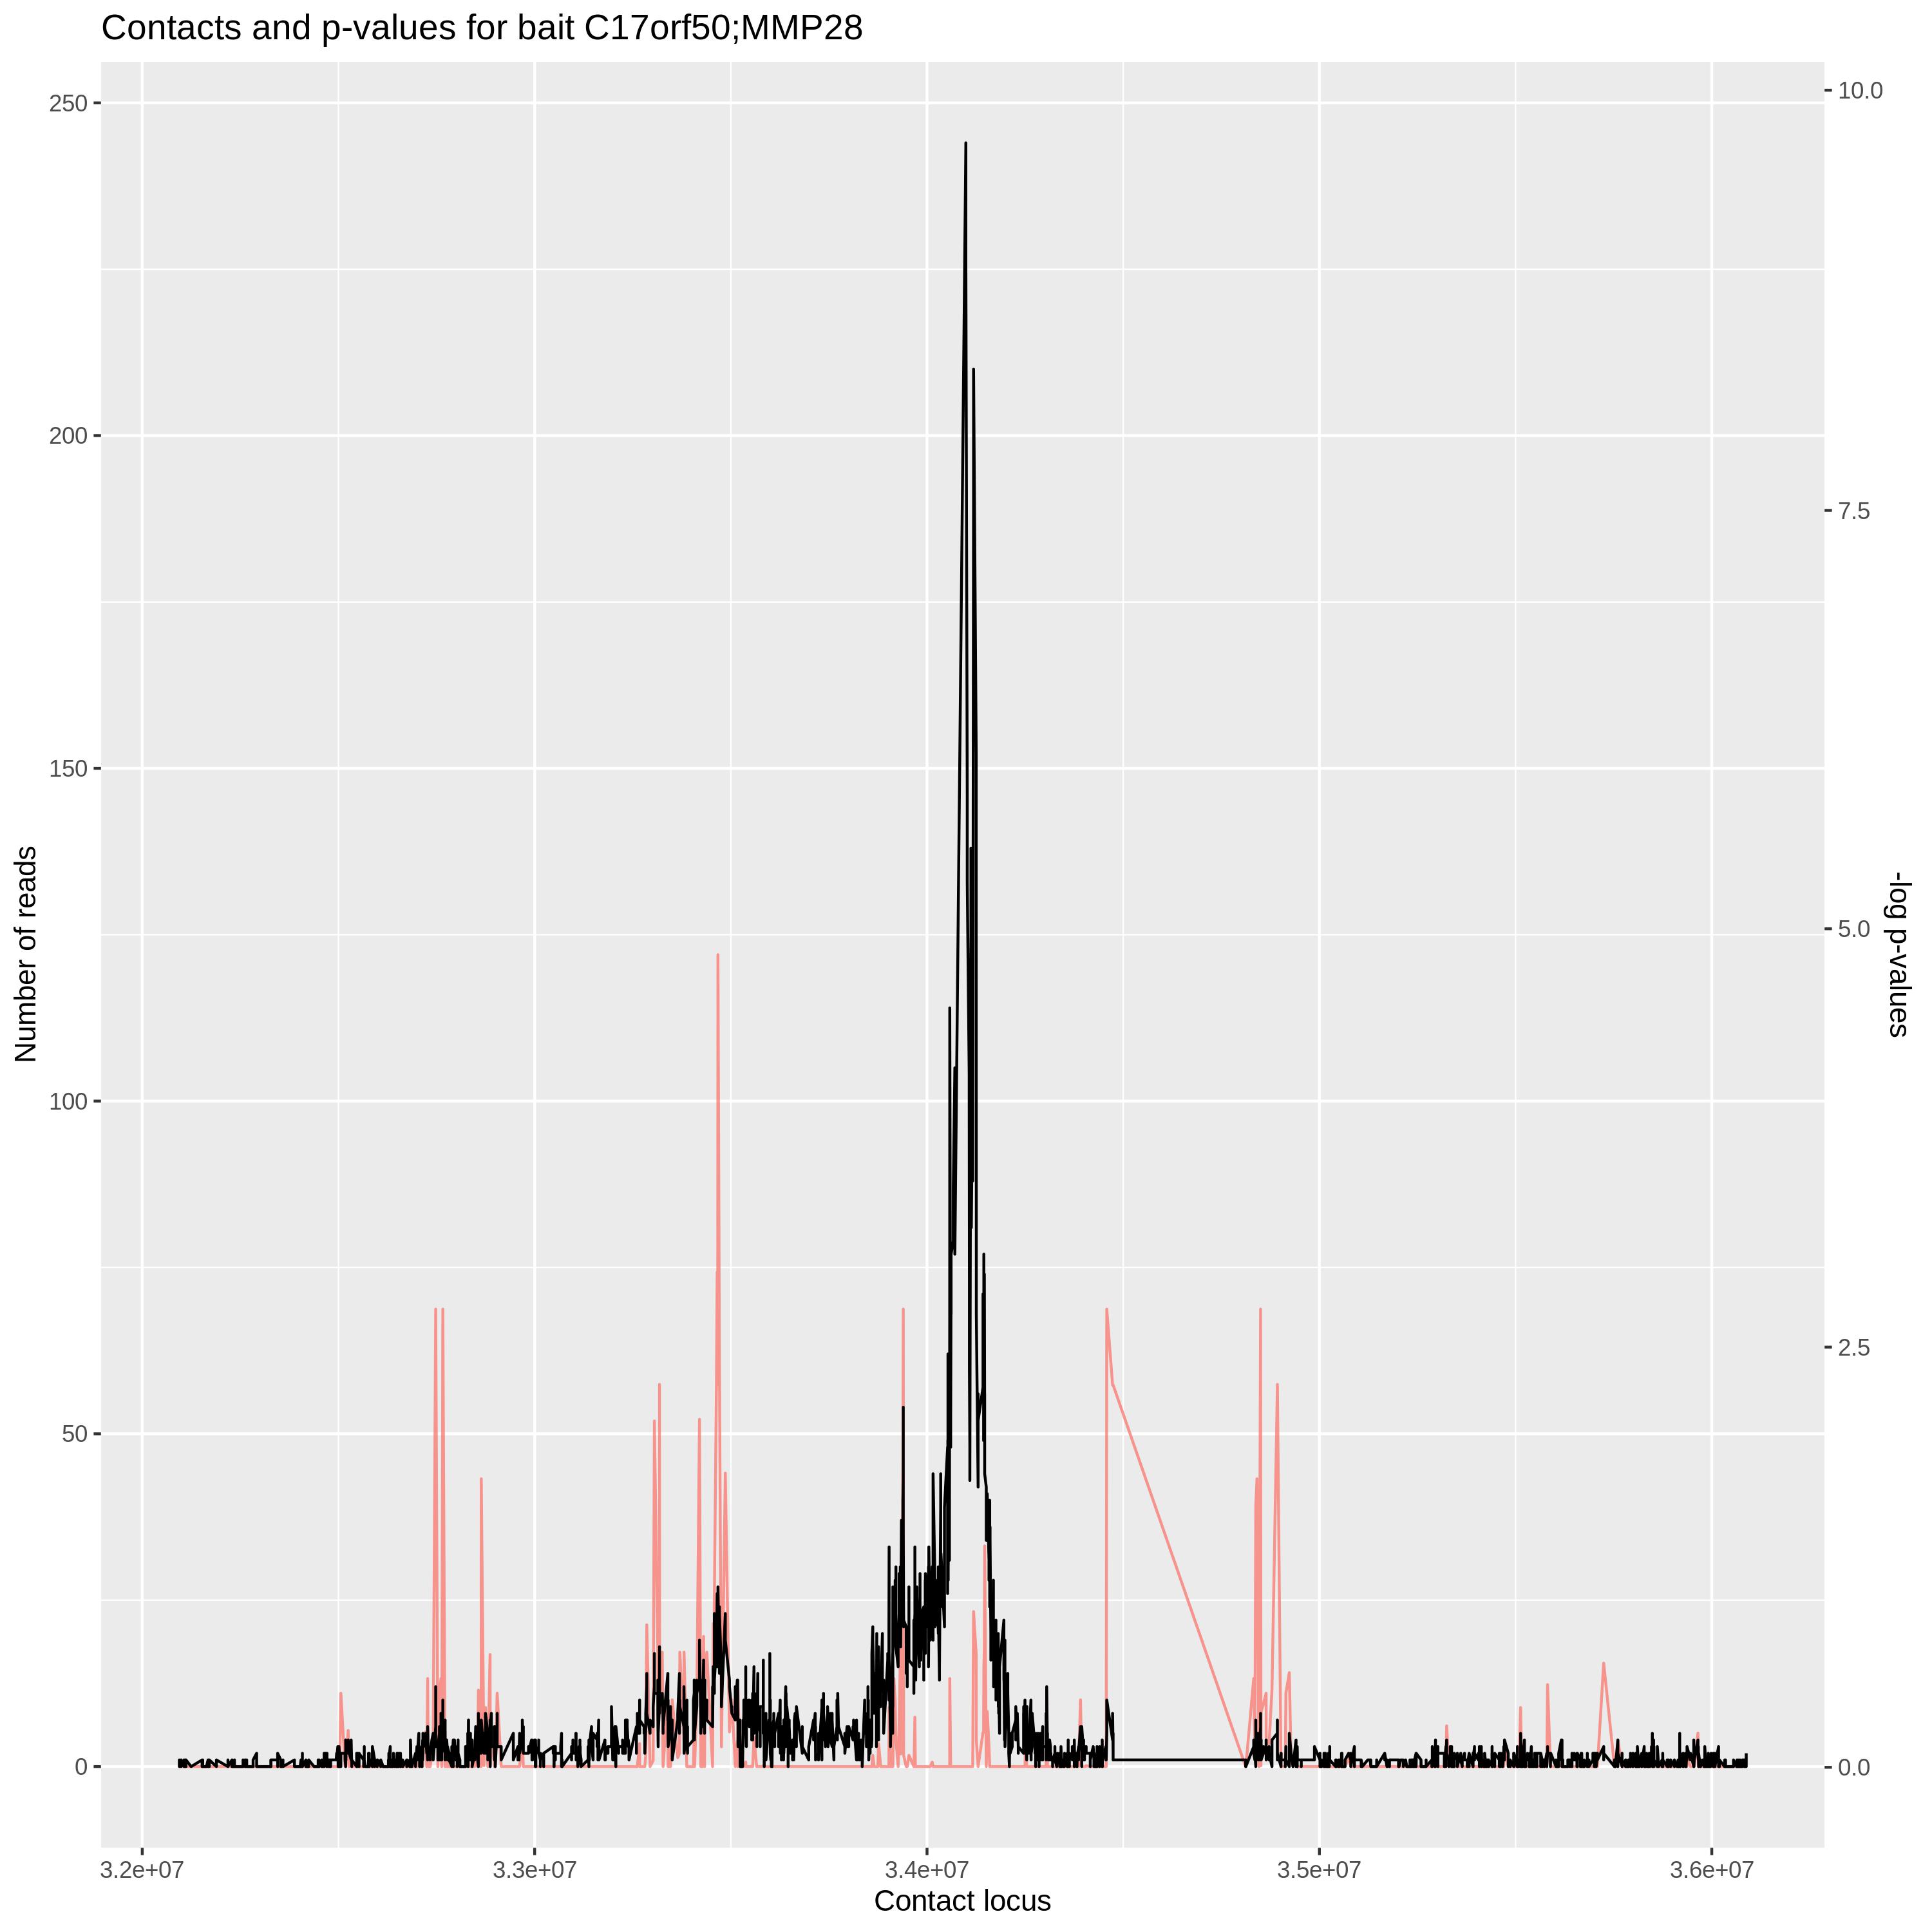 Contacts and p-values for bait C17orf50;MMP28
250
200
150
100
50
0
Number of reads
10.0
7.5
5.0
2.5
0.0
-log p-values
3.2e+07
3.3e+07
3.4e+07
3.5e+07
3.6e+07
Contact locus